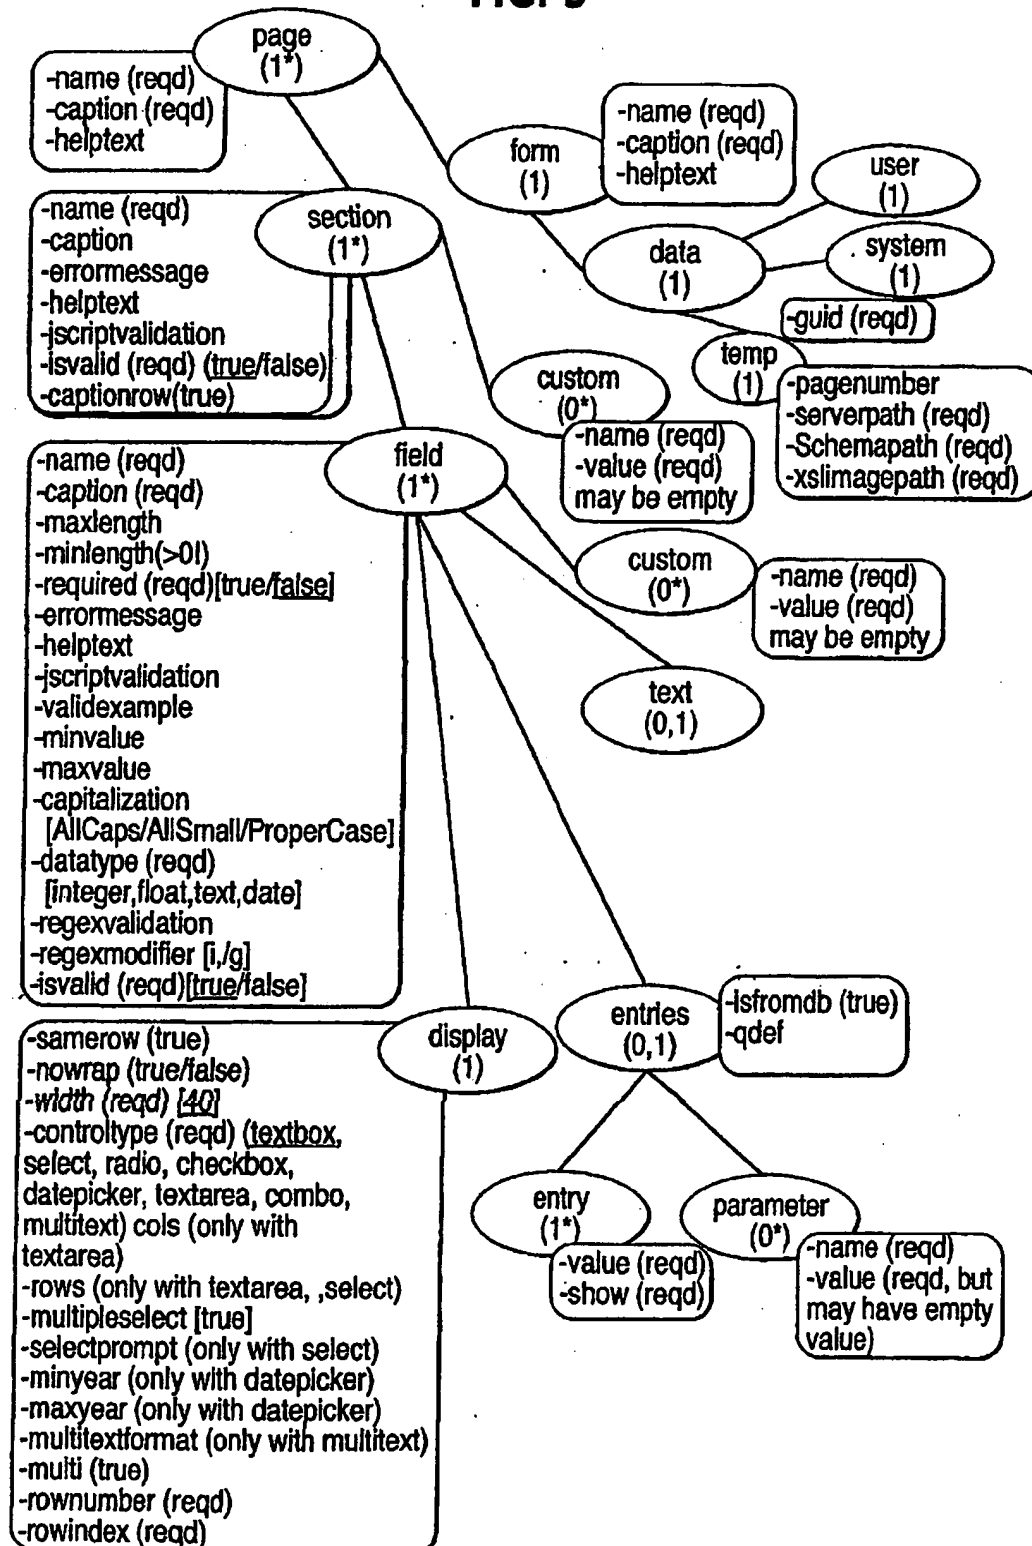 FIG. 9
page
(1*)
-name (reqd)
-caption (reqd)
-helptext
form
(1)
-name (reqd)
-caption (reqd)
-helptext
user
(1)
section
(1*)
-name (reqd)
-caption
-errormessage
-helptext
-jscriptvalidation
-isvalid (reqd) (true/false)
-captionrow(true)
data
(1)
system
(1)
-guid (reqd)
temp
(1)
-pagenumber
-serverpath (reqd)
-Schemapath (reqd)
-xslimagepath (reqd)
custom
(0*)
-name (reqd)
-value (reqd)
may be empty
field
(1*)
-name (reqd)
-caption (reqd)
-maxlength
-minlength(>0l)
-required (reqd)[true/false]
-errormessage
-helptext
-jscriptvalidation
-validexample
-minvalue
-maxvalue
-capitalization
[AllCaps/AllSmall/ProperCase]
-datatype (reqd)
[integer,float,text,date]
-regexvalidation
-regexmodifier [i,/g]
-isvalid (reqd)[true/false]
custom
(0*)
-name (reqd)
-value (reqd)
may be empty
text
(0,1)
display
(1)
-samerow (true)
-nowrap (true/false)
-width (reqd) [40]
-controltype (reqd) (textbox,
select, radio, checkbox,
datepicker, textarea, combo,
multitext) cols (only with
textarea)
-rows (only with textarea, ,select)
-multipleselect [true]
-selectprompt (only with select)
-minyear (only with datepicker)
-maxyear (only with datepicker)
-multitextformat (only with multitext)
-multi (true)
-rownumber (reqd)
-rowindex (reqd)
entries
(0,1)
-Isfromdb (true)
-qdef
entry
(1*)
-value (reqd)
-show (reqd)
parameter
(0*)
-name (reqd)
-value (reqd, but
may have empty
value)